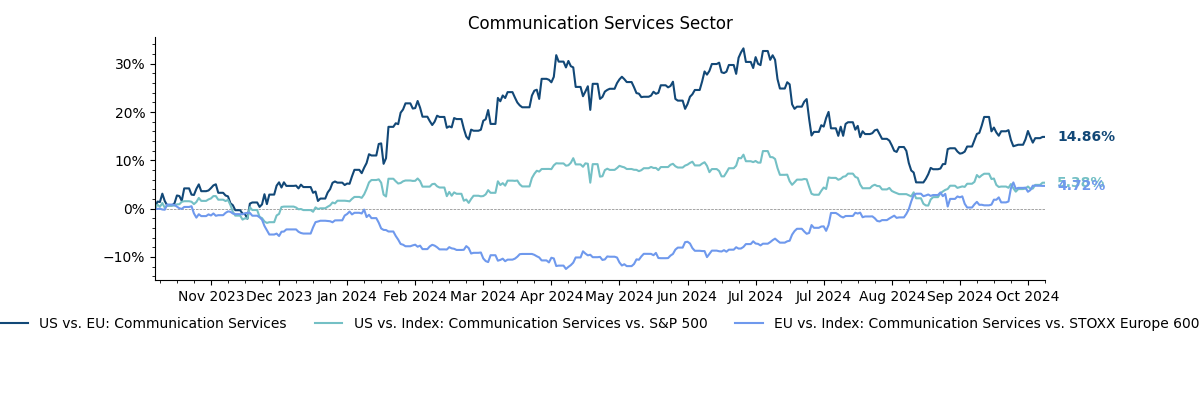 Communication Services Sector
30%
20%
10%
0%
−10%
14.86%
4.72%
Nov 2023 Dec 2023 Jan 2024 Feb 2024 Mar 2024 Apr 2024 May 2024 Jun 2024 Jul 2024 Jul 2024 Aug 2024 Sep 2024 Oct 2024
US vs. EU: Communication Services US vs. Index: Communication Services vs. S&P 500 EU vs. Index: Communication Services vs. STOXX Europe 600